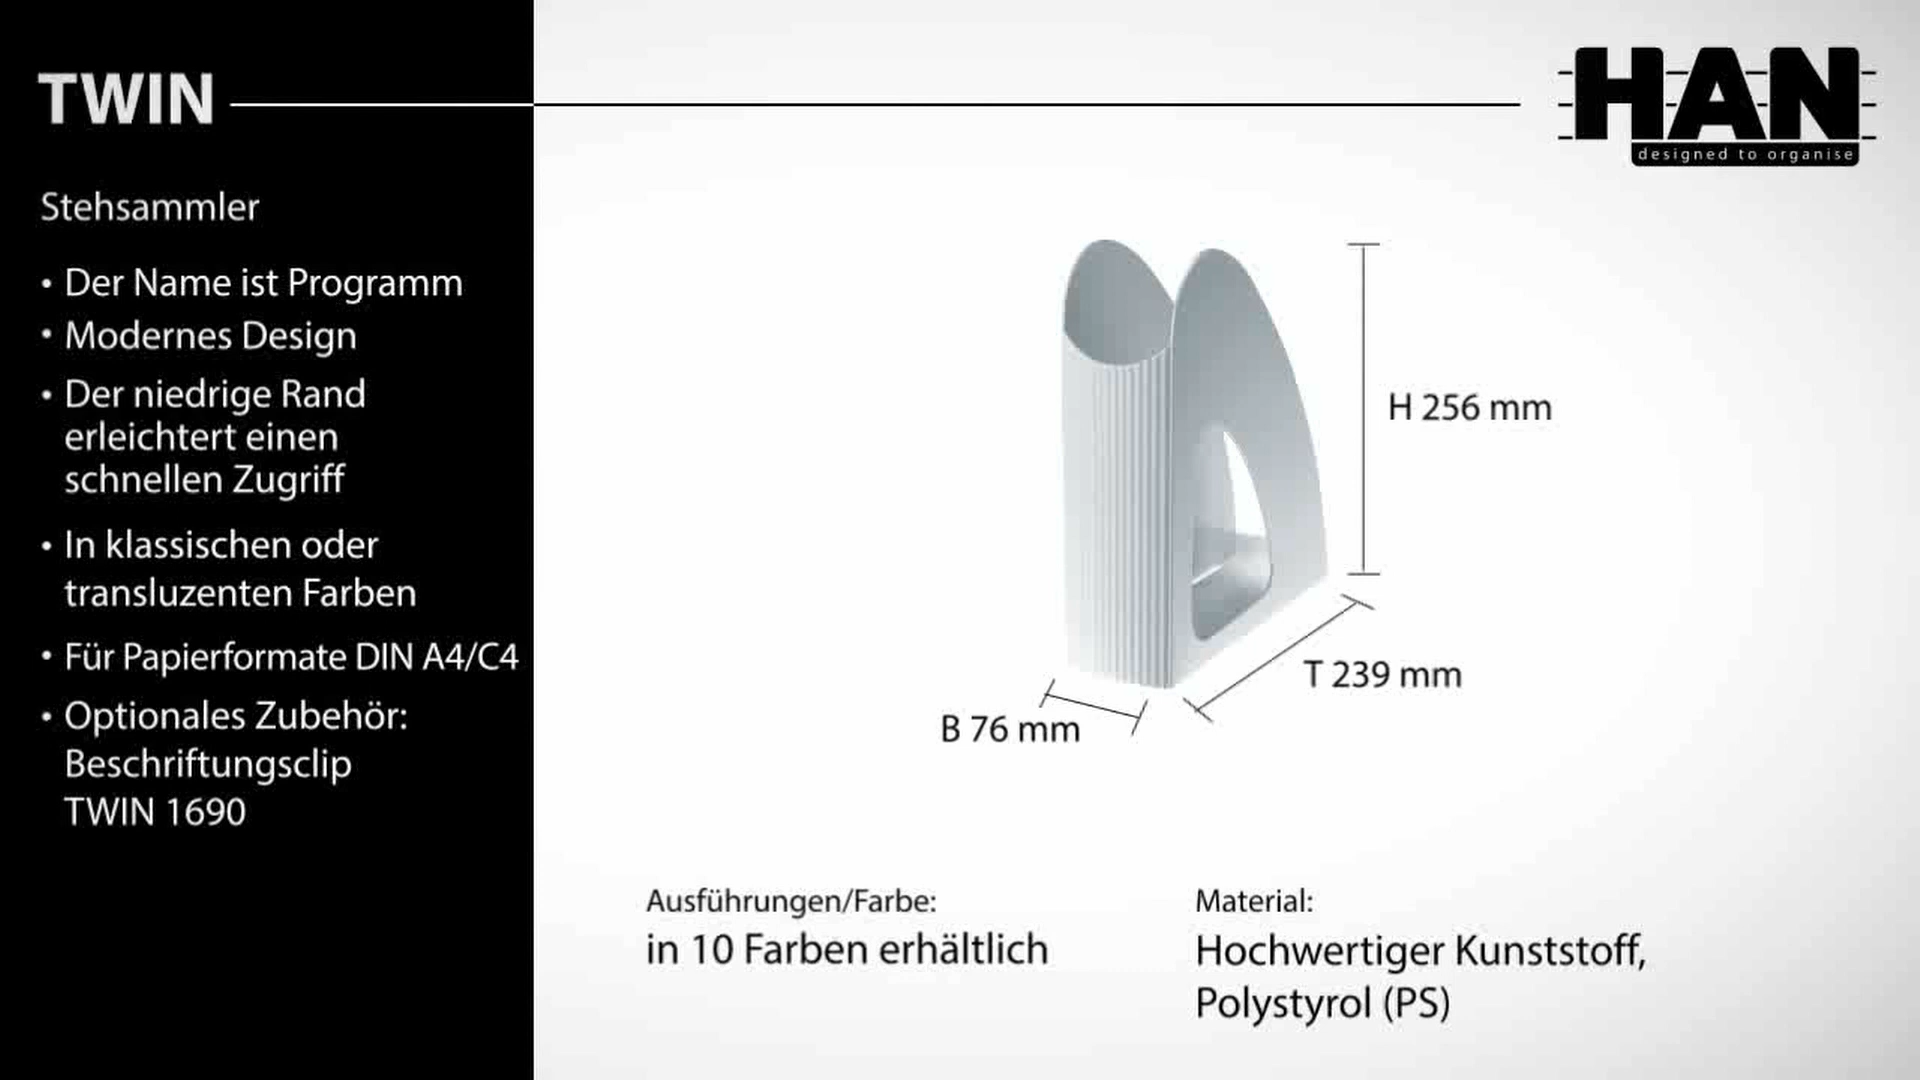 TWIN
HAN
designed to organise
Stehsammler
• Der Name ist Programm
• Modernes Design
• Der niedrige Rand
erleichtert einen
schnellen Zugriff
• In klassischen oder
transluzenten Farben
• Für Papierformate DIN A4/C4
• Optionales Zubehör:
Beschriftungsclip
TWIN 1690
H 256 mm
T 239 mm
B 76 mm
Ausführungen/Farbe:
in 10 Farben erhältlich
Material:
Hochwertiger Kunststoff,
Polystyrol (PS)